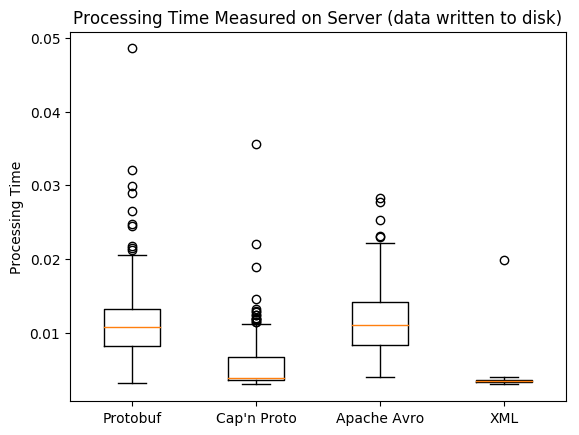 Processing Time Measured on Server (data written to disk)
0.05
0.04
0.03
0.02
0.01
Processing Time
Protobuf
Cap'n Proto
Apache Avro
XML